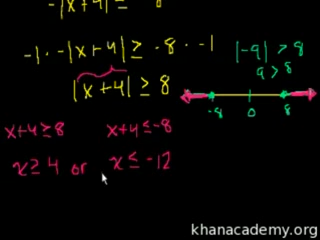 -|x+4|
-1 · -|x+4| ≥ -8 · -1
|-9| > 8
9 > 8
|x+4| ≥ 8
-8 0 8
x+4≥8 x+4≤-8
x≥4 or x≤-12
khanacademy.org